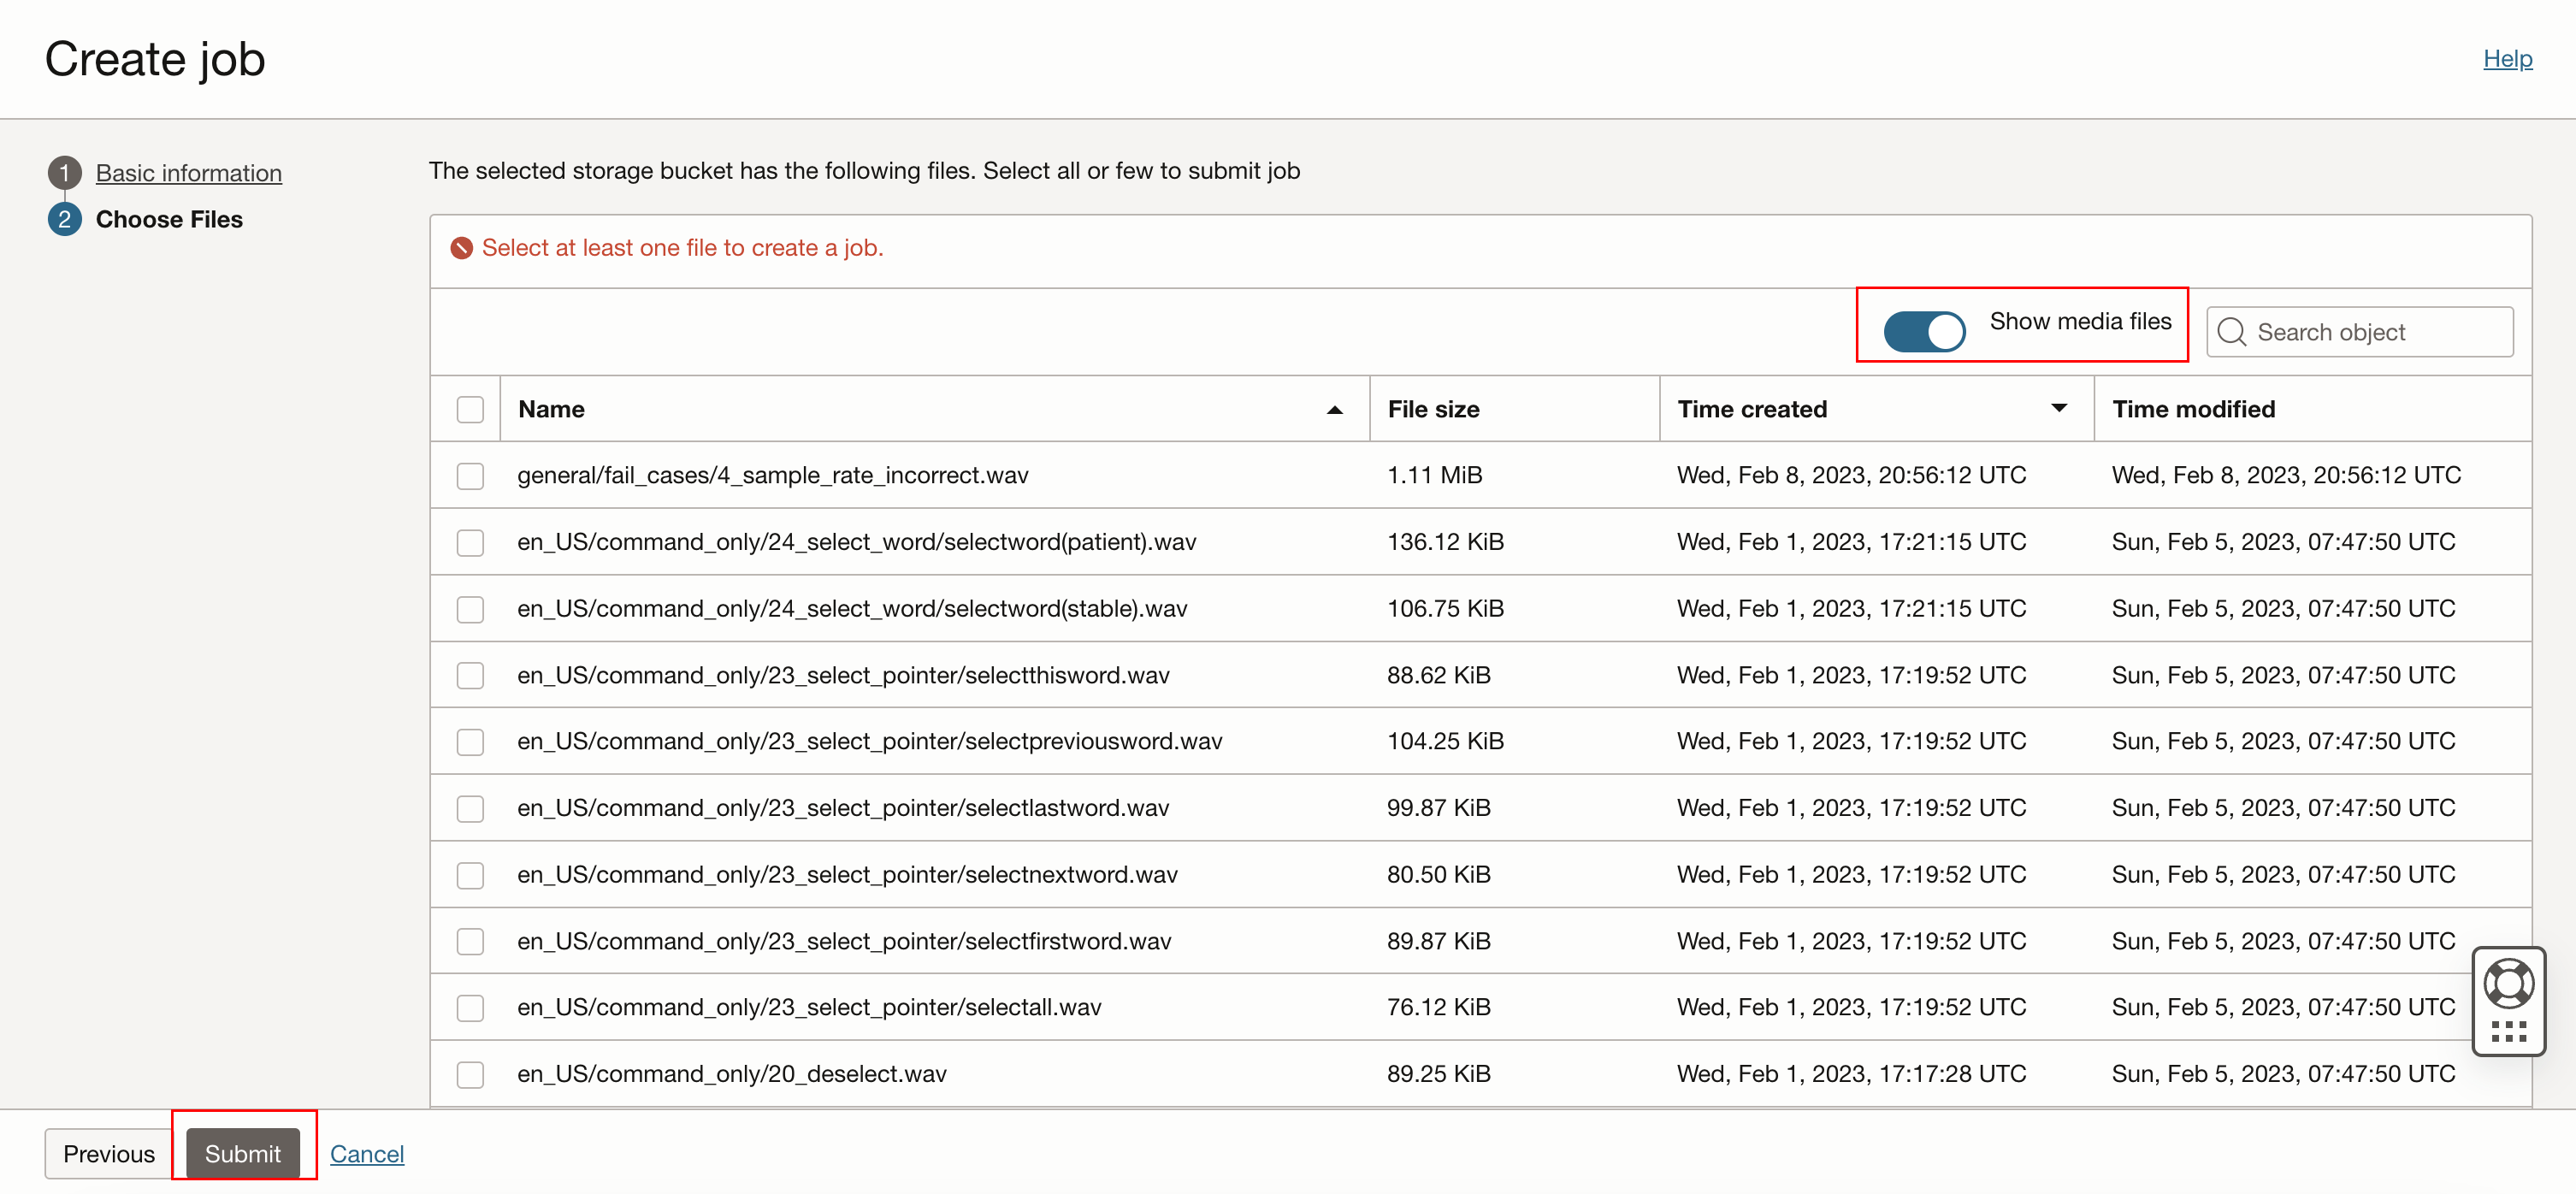 Create job
Help
1 Basic information
2 Choose Files
The selected storage bucket has the following files. Select all or few to submit job
Select at least one file to create a job.
Show media files
Search object
Name File size Time created Time modified
general/fail_cases/4_sample_rate_incorrect.wav 1.11 MiB Wed, Feb 8, 2023, 20:56:12 UTC Wed, Feb 8, 2023, 20:56:12 UTC
en_US/command_only/24_select_word/selectword(patient).wav 136.12 KiB Wed, Feb 1, 2023, 17:21:15 UTC Sun, Feb 5, 2023, 07:47:50 UTC
en_US/command_only/24_select_word/selectword(stable).wav 106.75 KiB Wed, Feb 1, 2023, 17:21:15 UTC Sun, Feb 5, 2023, 07:47:50 UTC
en_US/command_only/23_select_pointer/selectthisword.wav 88.62 KiB Wed, Feb 1, 2023, 17:19:52 UTC Sun, Feb 5, 2023, 07:47:50 UTC
en_US/command_only/23_select_pointer/selectpreviousword.wav 104.25 KiB Wed, Feb 1, 2023, 17:19:52 UTC Sun, Feb 5, 2023, 07:47:50 UTC
en_US/command_only/23_select_pointer/selectlastword.wav 99.87 KiB Wed, Feb 1, 2023, 17:19:52 UTC Sun, Feb 5, 2023, 07:47:50 UTC
en_US/command_only/23_select_pointer/selectnextword.wav 80.50 KiB Wed, Feb 1, 2023, 17:19:52 UTC Sun, Feb 5, 2023, 07:47:50 UTC
en_US/command_only/23_select_pointer/selectfirstword.wav 89.87 KiB Wed, Feb 1, 2023, 17:19:52 UTC Sun, Feb 5, 2023, 07:47:50 UTC
en_US/command_only/23_select_pointer/selectall.wav 76.12 KiB Wed, Feb 1, 2023, 17:19:52 UTC Sun, Feb 5, 2023, 07:47:50 UTC
en_US/command_only/20_deselect.wav 89.25 KiB Wed, Feb 1, 2023, 17:17:28 UTC Sun, Feb 5, 2023, 07:47:50 UTC
Previous Submit Cancel